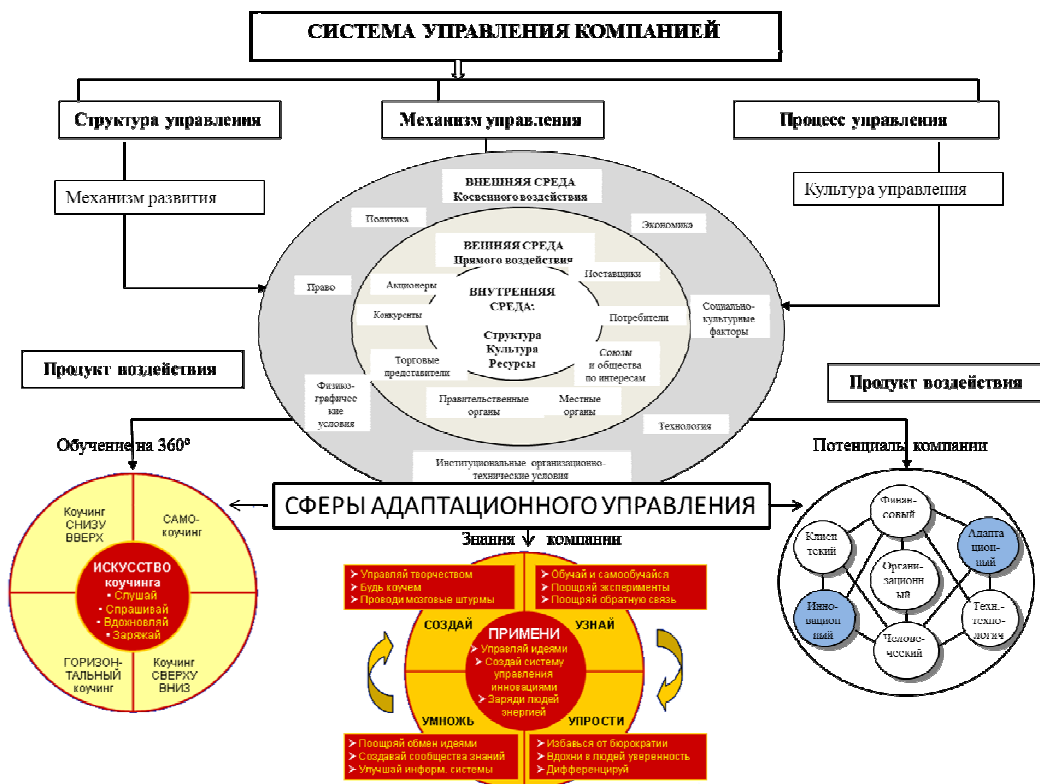 СИСТЕМА УПРАВЛЕНИЯ КОМПАНИЕЙ
Структура управления
Механизм управления
Процесс управления
Механизм развития
Культура управления
ВНЕШНЯЯ СРЕДА
Косвенного воздействия
Политика
Экономика
ВЕШНЯЯ СРЕДА
Прямого воздействия
Поставщики
Право
Акционеры
ВНУТРЕННЯЯ
СРЕДА:
Структура
Культура
Ресурсы
Конкуренты
Потребители
Социально-
культурные
факторы
Торговые
представители
Союзы
и общества
по интересам
Физико-
графичес
кие
условия
Правительственные
органы
Местные
органы
Технология
Институциональные организационно-
технические условия
Продукт воздействия
Продукт воздействия
Обучение на 360°
Потенциалы компании
СФЕРЫ АДАПТАЦИОННОГО УПРАВЛЕНИЯ
Знания компании
Коучинг
СНИЗУ
ВВЕРХ
САМО-
коучинг
ИСКУССТВО
коучинга
• Слушай
• Спрашивай
• Вдохновляй
• Заряжай
ГОРИЗОН-
ТАЛЬНЫЙ
коучинг
Коучинг
СВЕРХУ
ВНИЗ
➢ Управляй творчеством
➢ Будь коучем
➢ Проводи мозговые штурмы
➢ Обучай и самообучайся
➢ Поощряй эксперименты
➢ Поощряй обратную связь
СОЗДАЙ
УЗНАЙ
ПРИМЕНИ
➢ Управляй идеями
➢ Создай систему
управления
инновациями
➢ Заряди людей
энергией
УМНОЖЬ
УПРОСТИ
➢ Поощряй обмен идеями
➢ Создавай сообщества знаний
➢ Улучшай информ. системы
➢ Избавься от бюрократии
➢ Вдохни в людей уверенность
➢ Дифференцируй
Финан-
совый
Клиен
тский
Адапта
цион-
ный
Орган-
изационн
ый
Инно-
вацион
ный
Челове-
ческий
Техн.-
технолог
ич